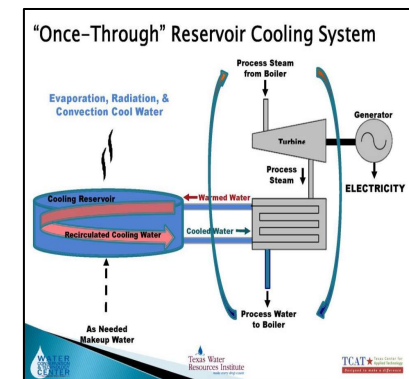 “Once-Through” Reservoir Cooling System
Process Steam
from Boiler
Evaporation, Radiation, &
Convection Cool Water
Generator
Turbine
Process
Steam
ELECTRICITY
Cooling Reservoir
Warmed Water
Recirculated Cooling Water
Cooled Water
Process Water
to Boiler
As Needed
Makeup Water
WATER
CENTER
Texas Water
Resources Institute
TCAT